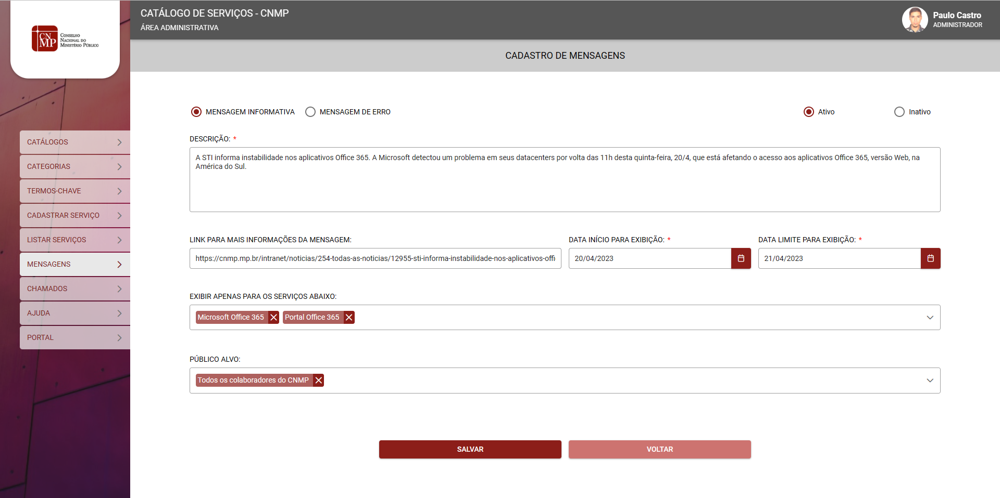 CATÁLOGO DE SERVIÇOS - CNMP
ÁREA ADMINISTRATIVA
Paulo Castro
ADMINISTRADOR
CN
MP
CONSELHO
NACIONAL DO
MINISTÉRIO PÚBLICO
CADASTRO DE MENSAGENS
CATÁLOGOS
CATEGORIAS
TERMOS-CHAVE
CADASTRAR SERVIÇO
LISTAR SERVIÇOS
MENSAGENS
CHAMADOS
AJUDA
PORTAL
MENSAGEM INFORMATIVA
MENSAGEM DE ERRO
Ativo
Inativo
DESCRIÇÃO: *
A STI informa instabilidade nos aplicativos Office 365. A Microsoft detectou um problema em seus datacenters por volta das 11h desta quinta-feira, 20/4, que está afetando o acesso aos aplicativos Office 365, versão Web, na
América do Sul.
LINK PARA MAIS INFORMAÇÕES DA MENSAGEM:
https://cnmp.mp.br/intranet/noticias/254-todas-as-noticias/12955-sti-informa-instabilidade-nos-aplicativos-offi
DATA INÍCIO PARA EXIBIÇÃO: *
20/04/2023
DATA LIMITE PARA EXIBIÇÃO: *
21/04/2023
EXIBIR APENAS PARA OS SERVIÇOS ABAIXO:
Microsoft Office 365
Portal Office 365
PÚBLICO ALVO:
Todos os colaboradores do CNMP
SALVAR
VOLTAR